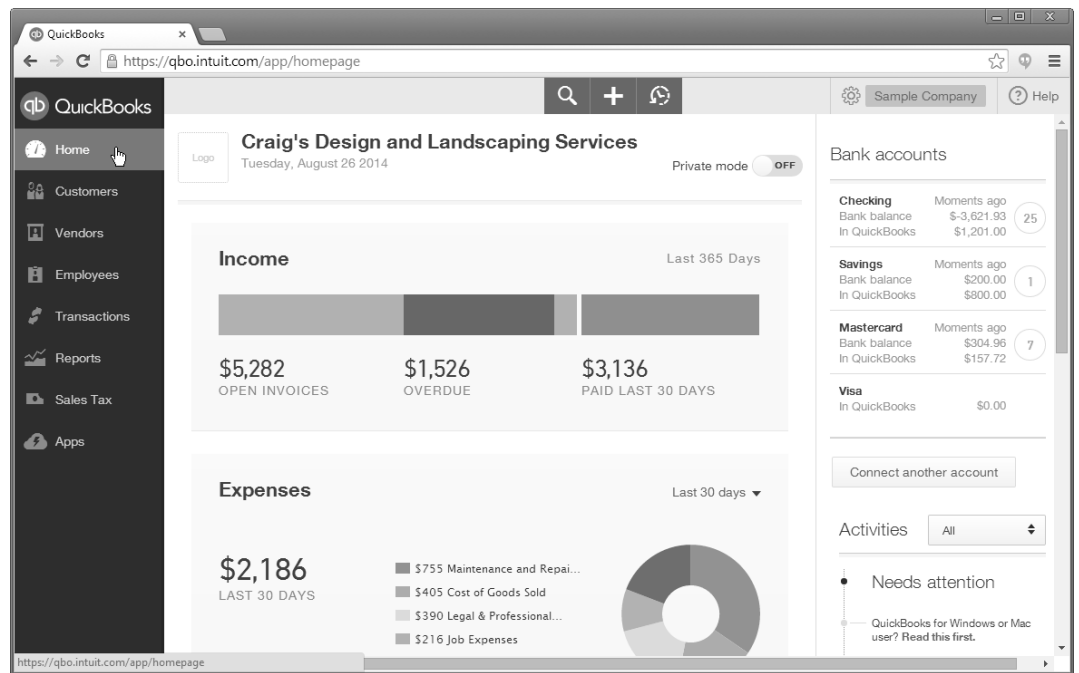 QuickBooks
https://qbo.intuit.com/app/homepage
qb QuickBooks
Sample Company
Help
Home
Customers
Vendors
Employees
Transactions
Reports
Sales Tax
Apps
Logo
Craig's Design and Landscaping Services
Tuesday, August 26 2014
Private mode OFF
Income
Last 365 Days
$5,282
OPEN INVOICES
$1,526
OVERDUE
$3,136
PAID LAST 30 DAYS
Expenses
Last 30 days
$2,186
LAST 30 DAYS
$755 Maintenance and Repai...
$405 Cost of Goods Sold
$390 Legal & Professional...
$216 Job Expenses
Bank accounts
Checking Moments ago
Bank balance $-3,621.93 25
In QuickBooks $1,201.00
Savings Moments ago
Bank balance $200.00 1
In QuickBooks $800.00
Mastercard Moments ago
Bank balance $304.96 7
In QuickBooks $157.72
Visa
In QuickBooks $0.00
Connect another account
Activities All
Needs attention
QuickBooks for Windows or Mac
user? Read this first.
https://qbo.intuit.com/app/homepage